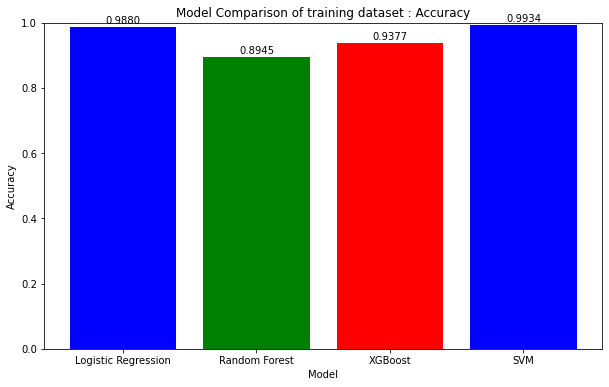 Model Comparison of training dataset : Accuracy
0.9880
0.8945
0.9377
0.9934
Accuracy
1.0
0.8
0.6
0.4
0.2
0.0
Logistic Regression
Random Forest
XGBoost
SVM
Model